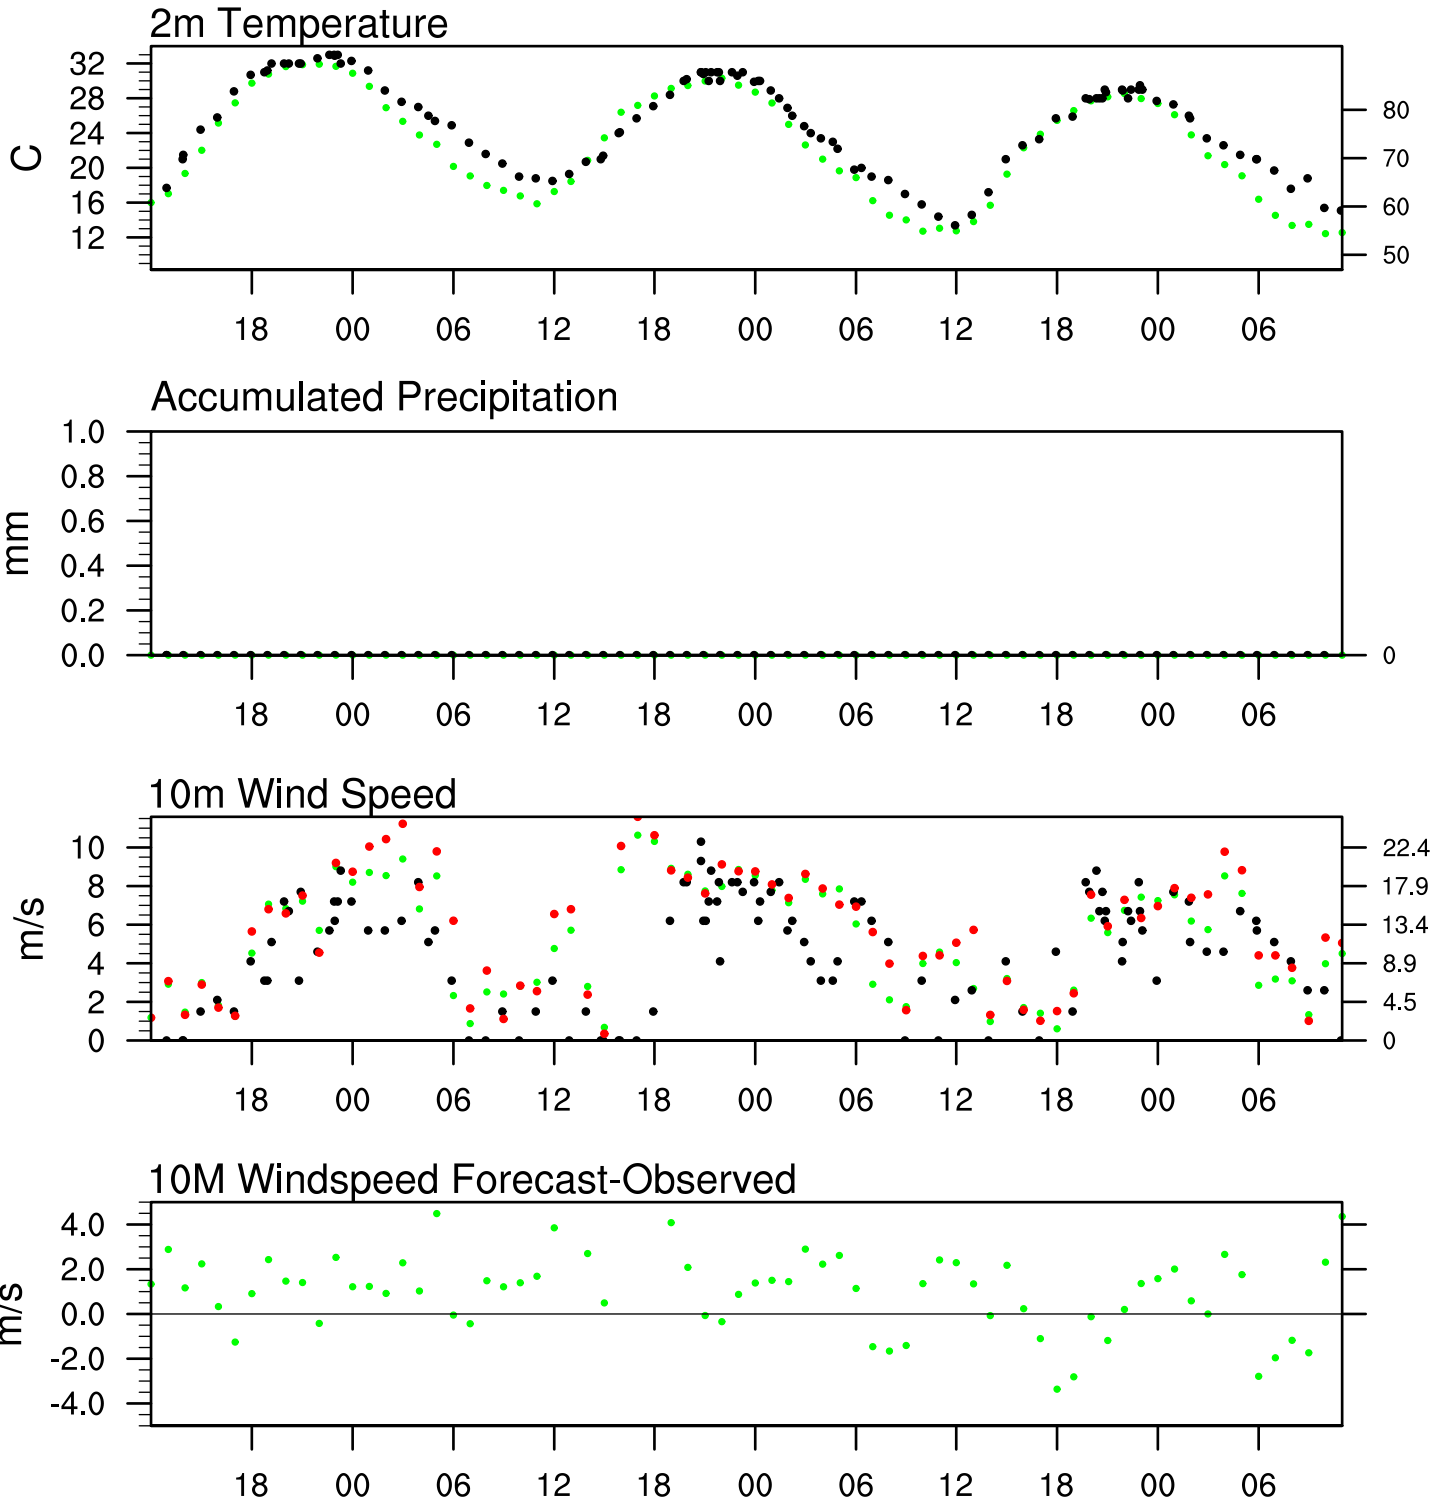 2m Temperature
32
28
24
20
16
12
C
80
70
60
50
18 00 06 12 18 00 06 12 18 00 06
Accumulated Precipitation
1.0
0.8
0.6
0.4
0.2
0.0
mm
0
18 00 06 12 18 00 06 12 18 00 06
10m Wind Speed
10
8
6
4
2
0
m/s
22.4
17.9
13.4
8.9
4.5
0
18 00 06 12 18 00 06 12 18 00 06
10M Windspeed Forecast-Observed
4.0
2.0
0.0
-2.0
-4.0
m/s
18 00 06 12 18 00 06 12 18 00 06